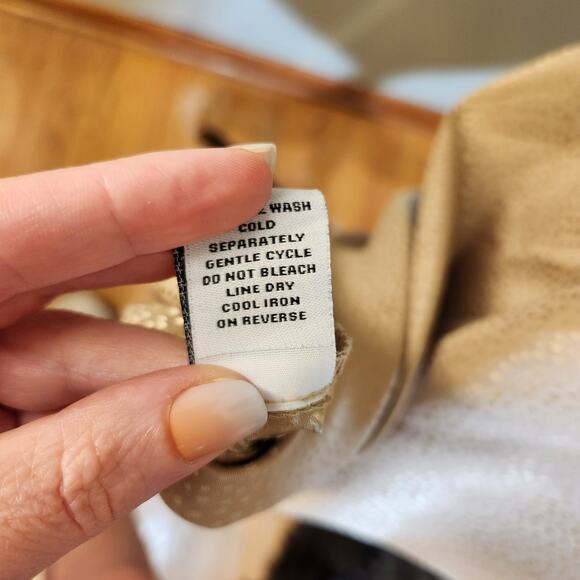 WASH
COLD
SEPARATELY
GENTLE CYCLE
DO NOT BLEACH
LINE DRY
COOL IRON
ON REVERSE